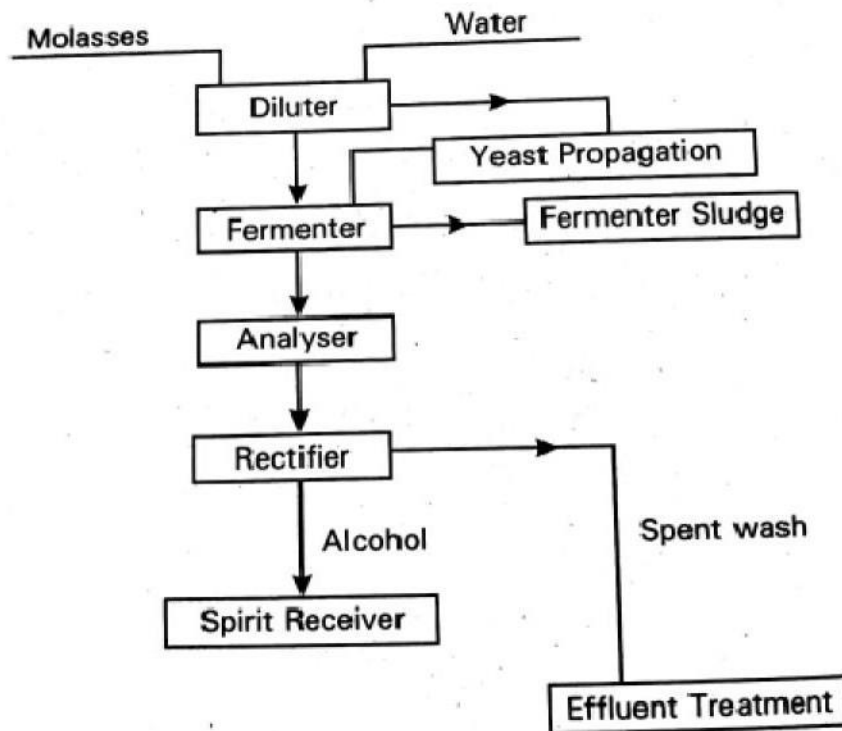 Molasses
Water
Diluter
Yeast Propagation
Fermenter
Fermenter Sludge
Analyser
Rectifier
Alcohol
Spent wash
Spirit Receiver
Effluent Treatment